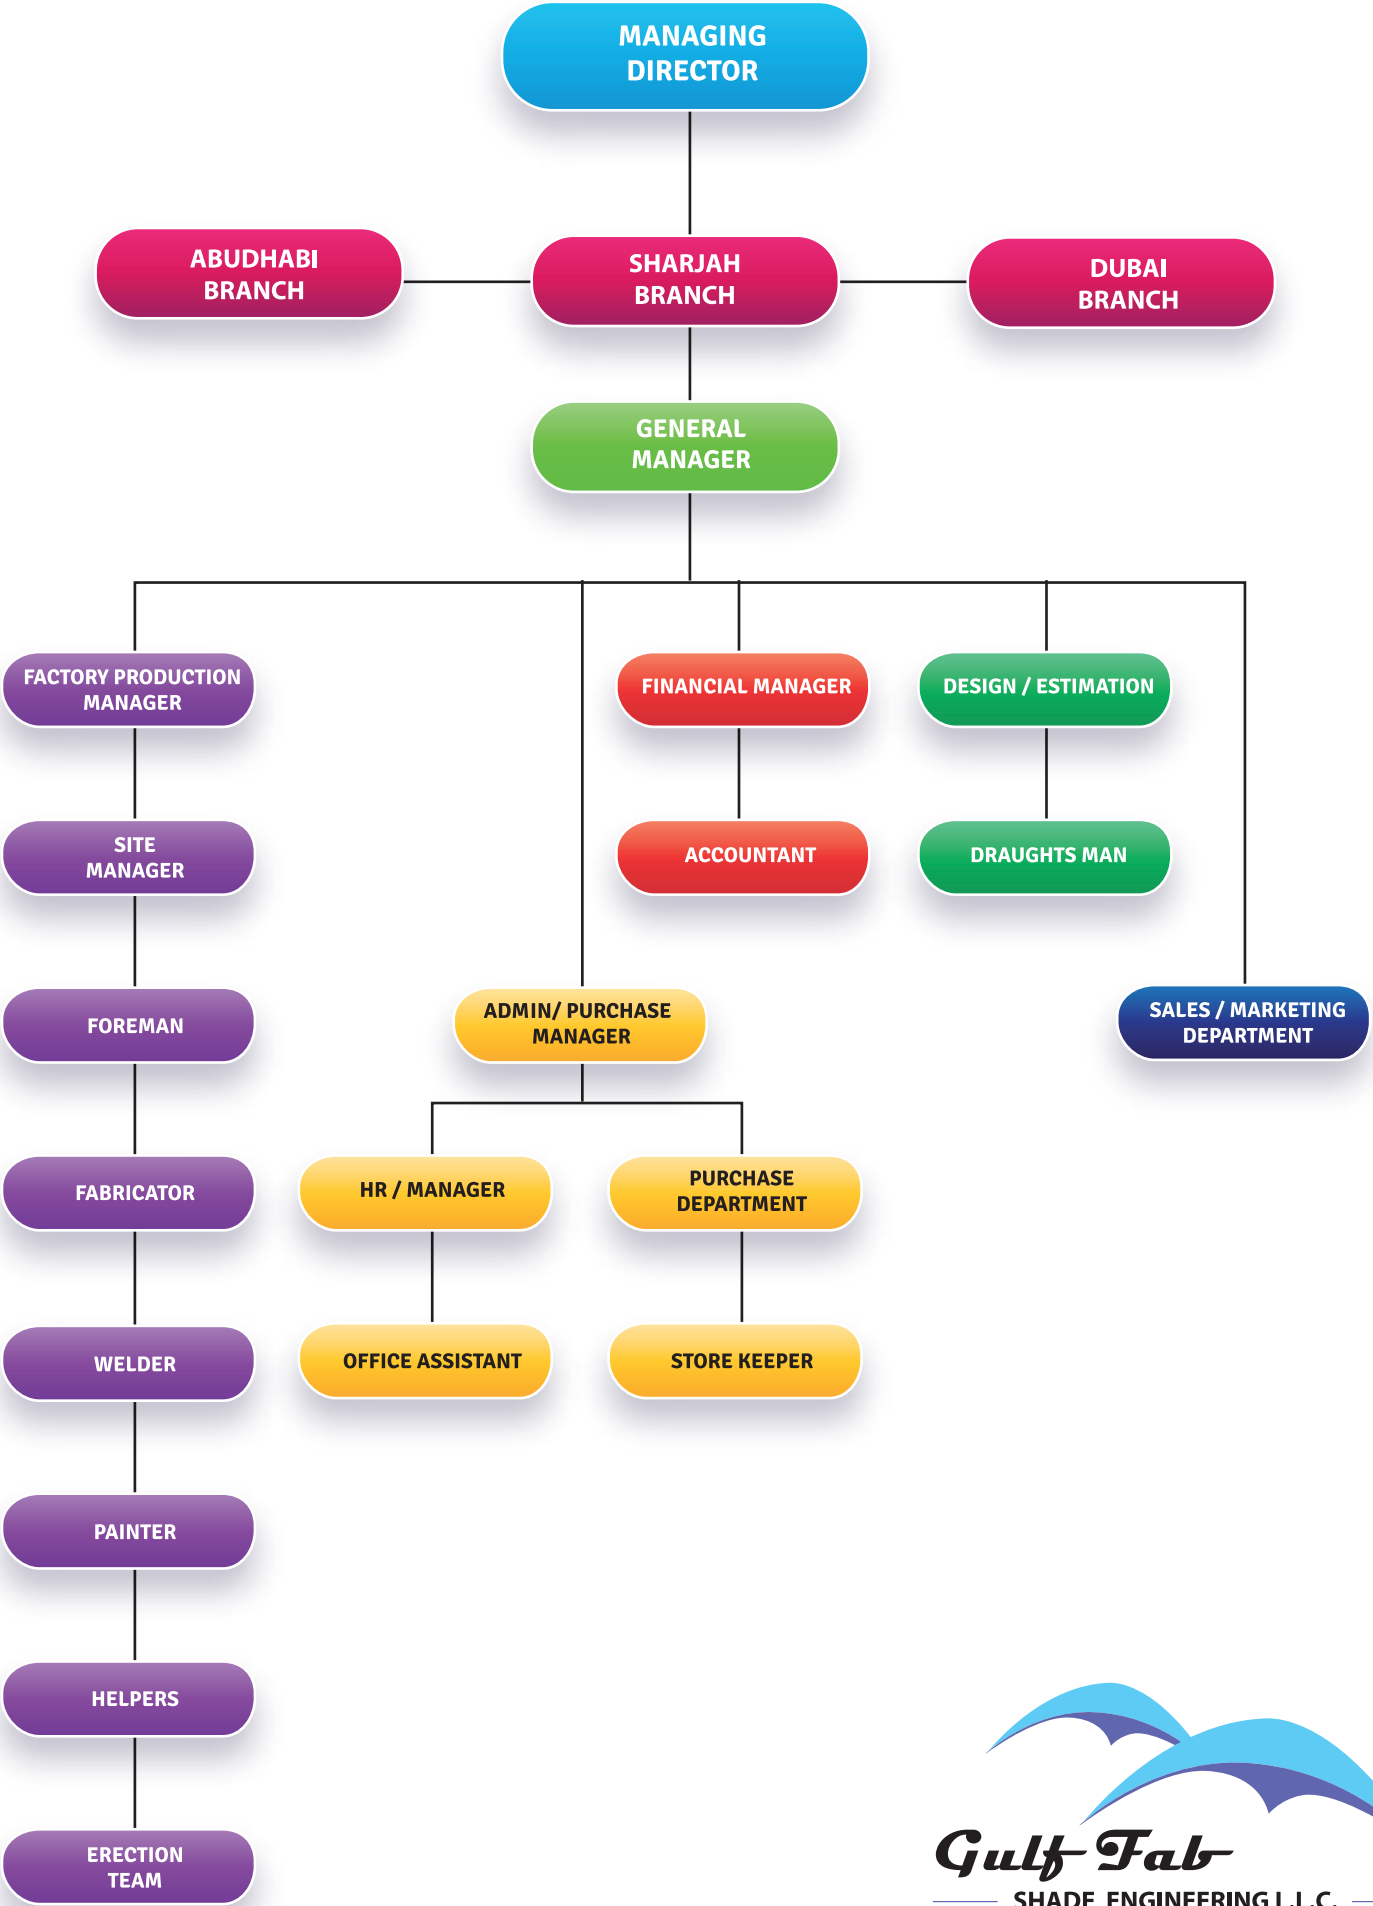 MANAGING
DIRECTOR
ABUDHABI
BRANCH
SHARJAH
BRANCH
DUBAI
BRANCH
GENERAL
MANAGER
FACTORY PRODUCTION
MANAGER
FINANCIAL MANAGER
DESIGN / ESTIMATION
SITE
MANAGER
ACCOUNTANT
DRAUGHTS MAN
FOREMAN
ADMIN/ PURCHASE
MANAGER
SALES / MARKETING
DEPARTMENT
FABRICATOR
HR / MANAGER
PURCHASE
DEPARTMENT
WELDER
OFFICE ASSISTANT
STORE KEEPER
PAINTER
HELPERS
ERECTION
TEAM
Gulf Fab
SHADE ENGINEERING L.L.C.